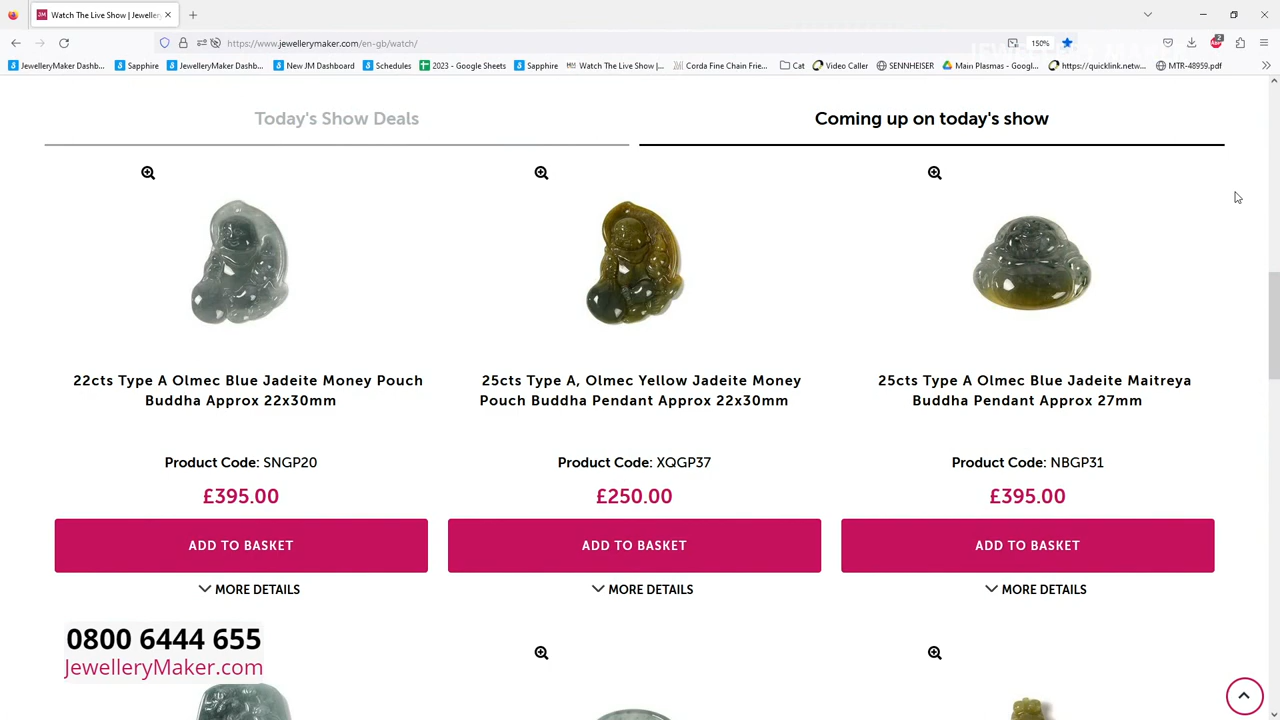 Watch The Live Show | Jeweller
https://www.jewellerymaker.com/en-gb/watch/
150%
2
JewelleryMaker Dashb...
Sapphire
JewelleryMaker Dashb...
New JM Dashboard
Schedules
2023 - Google Sheets
Sapphire
Watch The Live Show |...
Corda Fine Chain Frie...
Cat
Video Caller
SENNHEISER
Main Plasmas - Googl...
https://quicklink.netw...
MTR-48959.pdf
Today's Show Deals
Coming up on today's show
22cts Type A Olmec Blue Jadeite Money Pouch
Buddha Approx 22x30mm
Product Code: SNGP20
£395.00
ADD TO BASKET
MORE DETAILS
25cts Type A, Olmec Yellow Jadeite Money
Pouch Buddha Pendant Approx 22x30mm
Product Code: XQGP37
£250.00
ADD TO BASKET
MORE DETAILS
25cts Type A Olmec Blue Jadeite Maitreya
Buddha Pendant Approx 27mm
Product Code: NBGP31
£395.00
ADD TO BASKET
MORE DETAILS
0800 6444 655
JewelleryMaker.com